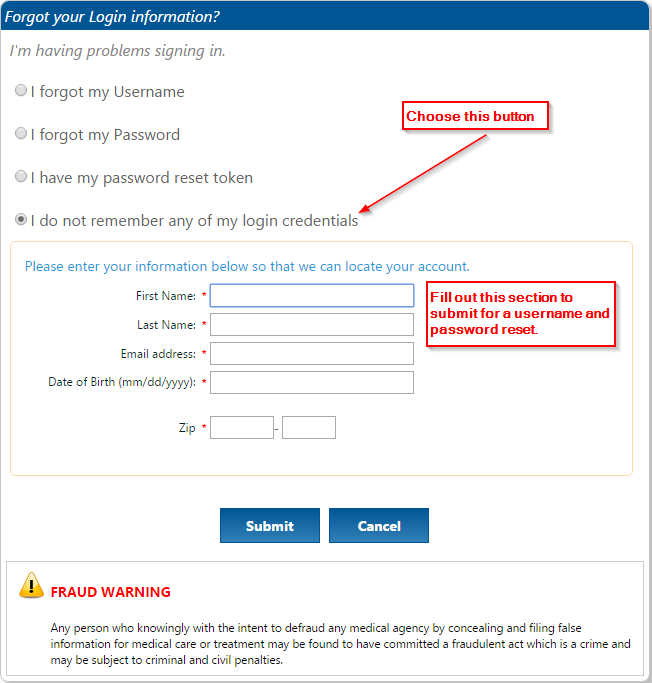 Forgot your Login information?
I'm having problems signing in.
I forgot my Username
I forgot my Password
Choose this button
I have my password reset token
I do not remember any of my login credentials
Please enter your information below so that we can locate your account.
First Name: *
Last Name: *
Email address: *
Date of Birth (mm/dd/yyyy): *
Zip * -
Fill out this section to
submit for a username and
password reset.
Submit
Cancel
FRAUD WARNING
Any person who knowingly with the intent to defraud any medical agency by concealing and filing false
information for medical care or treatment may be found to have committed a fraudulent act which is a crime and
may be subject to criminal and civil penalties.